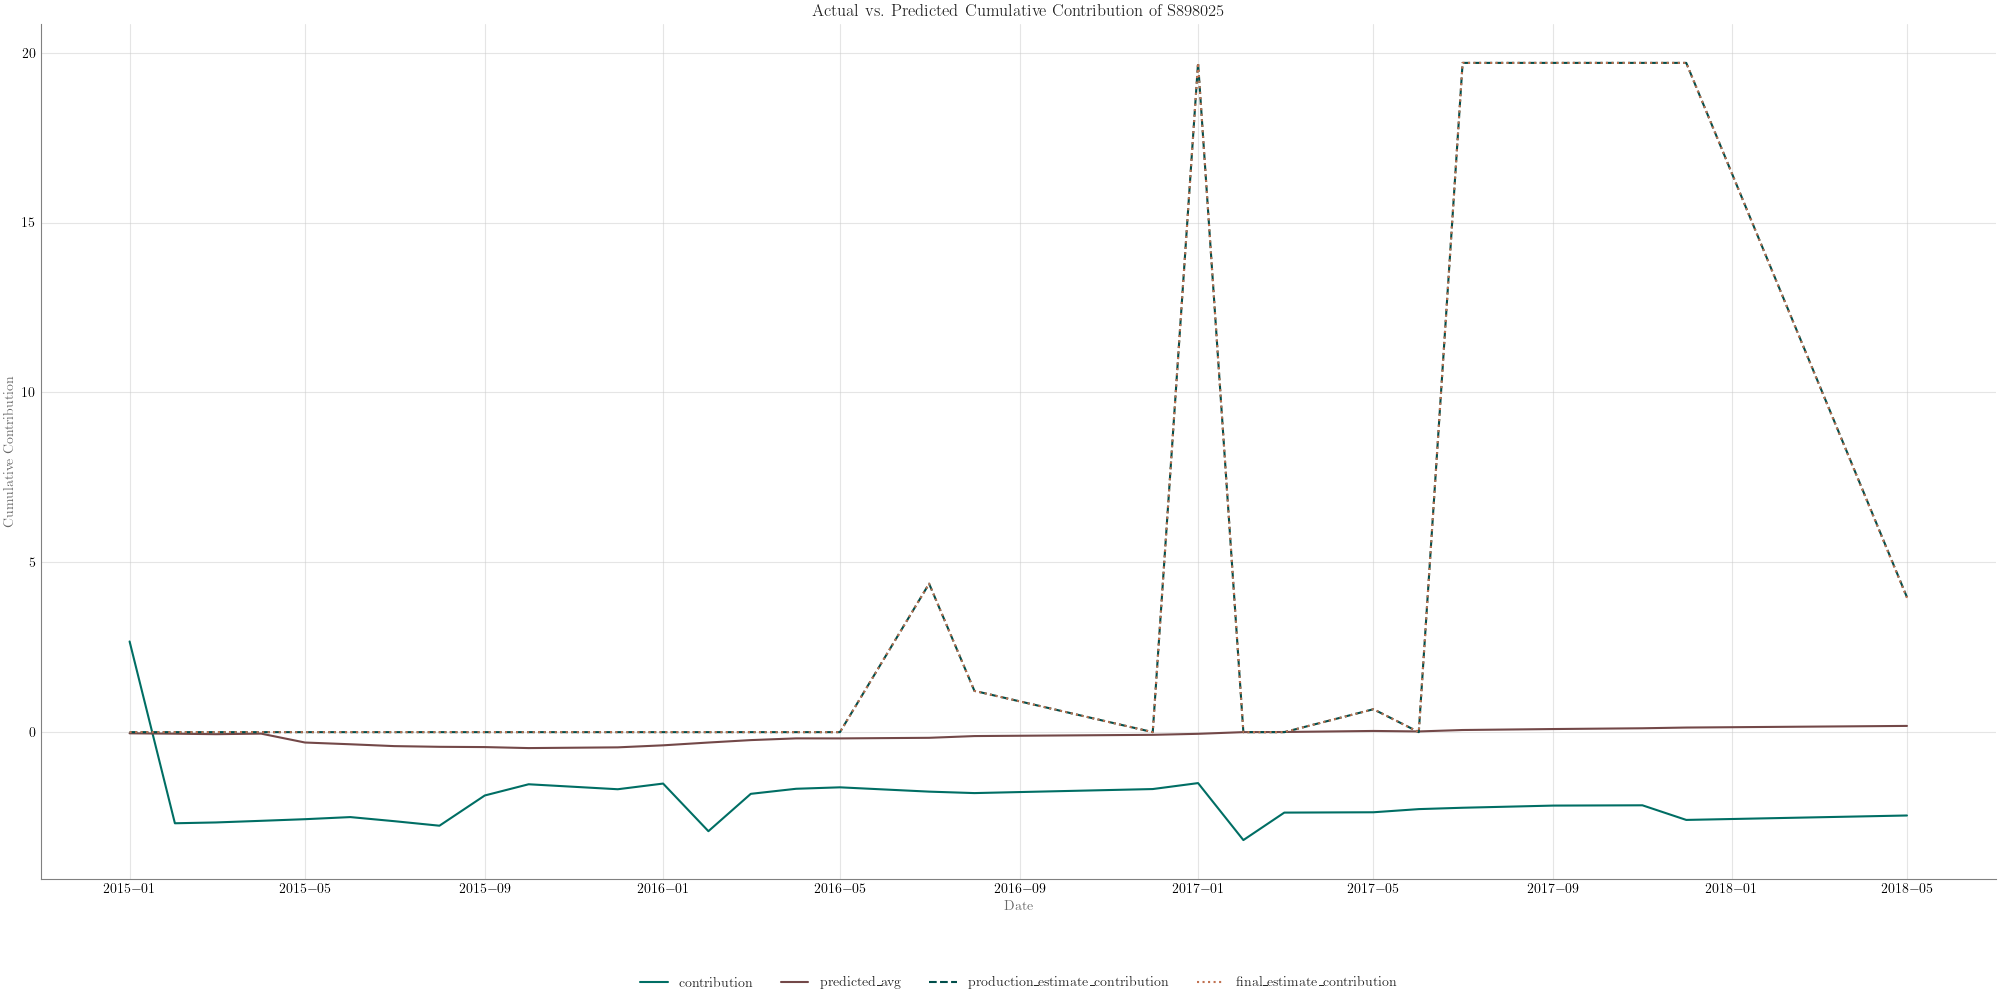 Actual vs. Predicted Cumulative Contribution of S898025
20
15
10
5
0
Cumulative Contribution
2015−01 2015−05 2015−09 2016−01 2016−05 2016−09 2017−01 2017−05 2017−09 2018−01 2018−05
Date
contribution predicted_avg production_estimate_contribution final_estimate_contribution